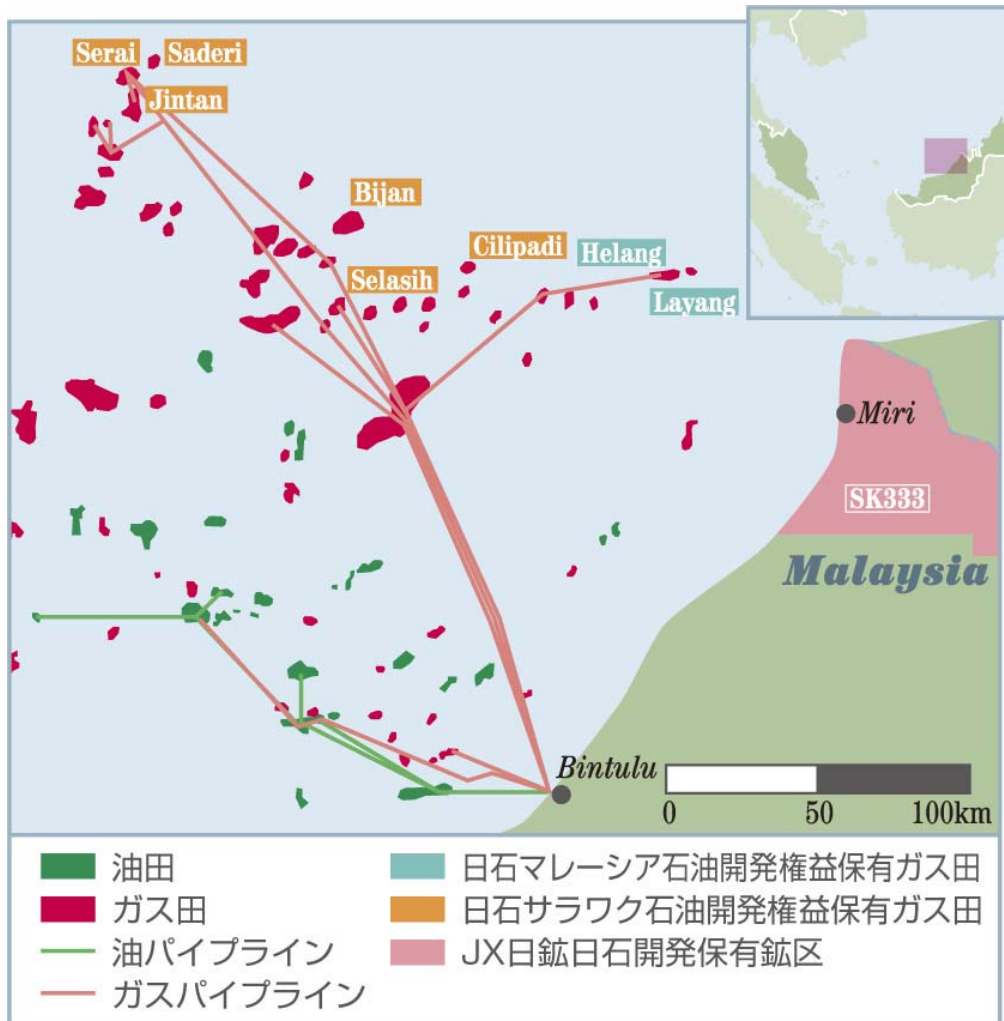 Serai Saderi
Jintan
Bijan
Cilipadi
Helang
Selasih
Layang
Miri
SK333
Malaysia
Bintulu
0 50 100km
油田
ガス田
油パイプライン
ガスパイプライン
日石マレーシア石油開発権益保有ガス田
日石サラワク石油開発権益保有ガス田
JX日鉱日石開発保有鉱区